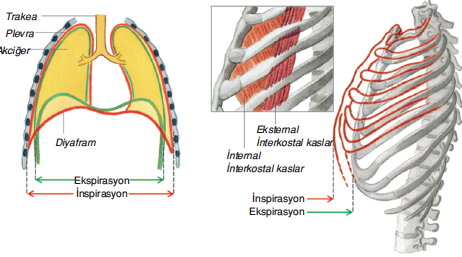 Trakea
Plevra
Akciğer
Diyafram
Ekspirasyon
İnspirasyon
Eksternal
İnterkostal kaslar
İnternal
İnterkostal kaslar
İnspirasyon
Ekspirasyon